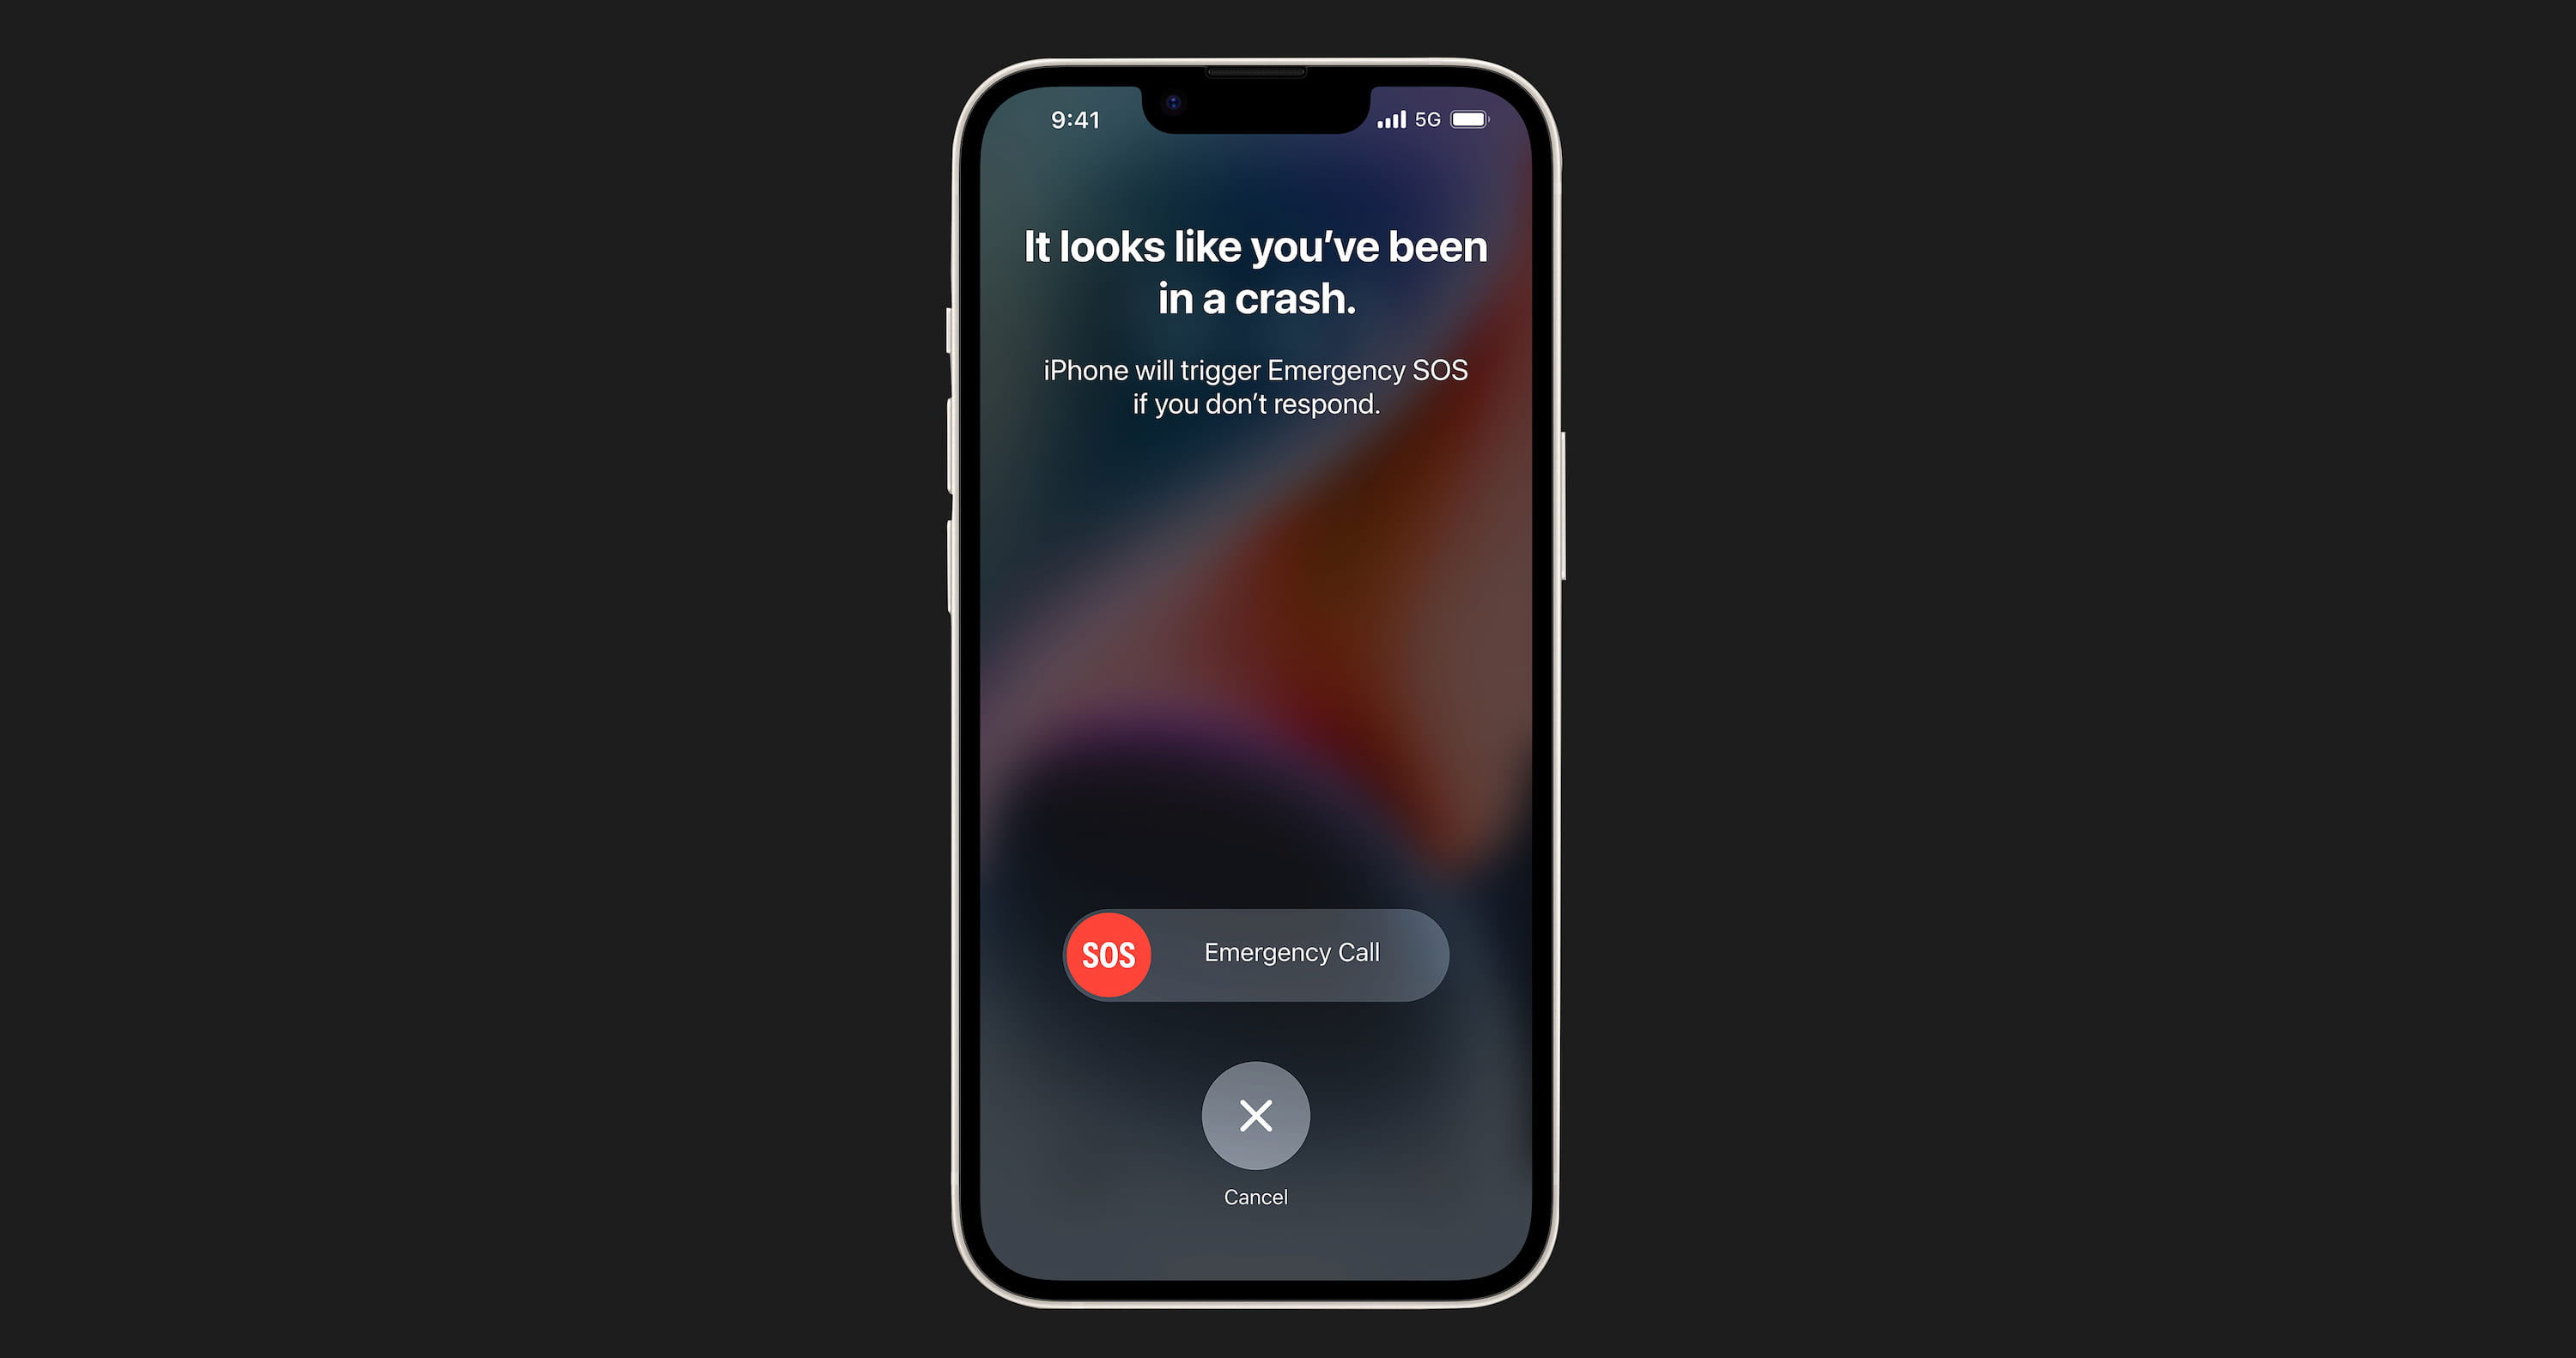 9:41 5G
It looks like you’ve been
in a crash.
iPhone will trigger Emergency SOS
if you don’t respond.
SOS Emergency Call
Cancel